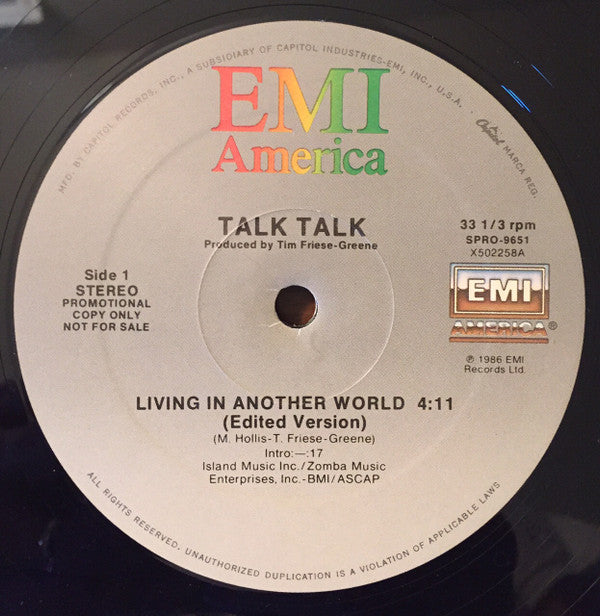 MFD. BY CAPITOL RECORDS, INC., A SUBSIDIARY OF CAPITOL INDUSTRIES-EMI, INC., U.S.A. . Capitol MARCA REG.
EMI
America
TALK TALK
Produced by Tim Friese-Greene
33 1/3 rpm
SPRO-9651
X502258A
Side 1
STEREO
PROMOTIONAL
COPY ONLY
NOT FOR SALE
EMI
AMERICA®
℗ 1986 EMI
Records Ltd.
LIVING IN ANOTHER WORLD 4:11
(Edited Version)
(M. Hollis-T. Friese-Greene)
Intro:—:17
Island Music Inc./Zomba Music
Enterprises, Inc.-BMI/ASCAP
ALL RIGHTS RESERVED. UNAUTHORIZED DUPLICATION IS A VIOLATION OF APPLICABLE LAWS